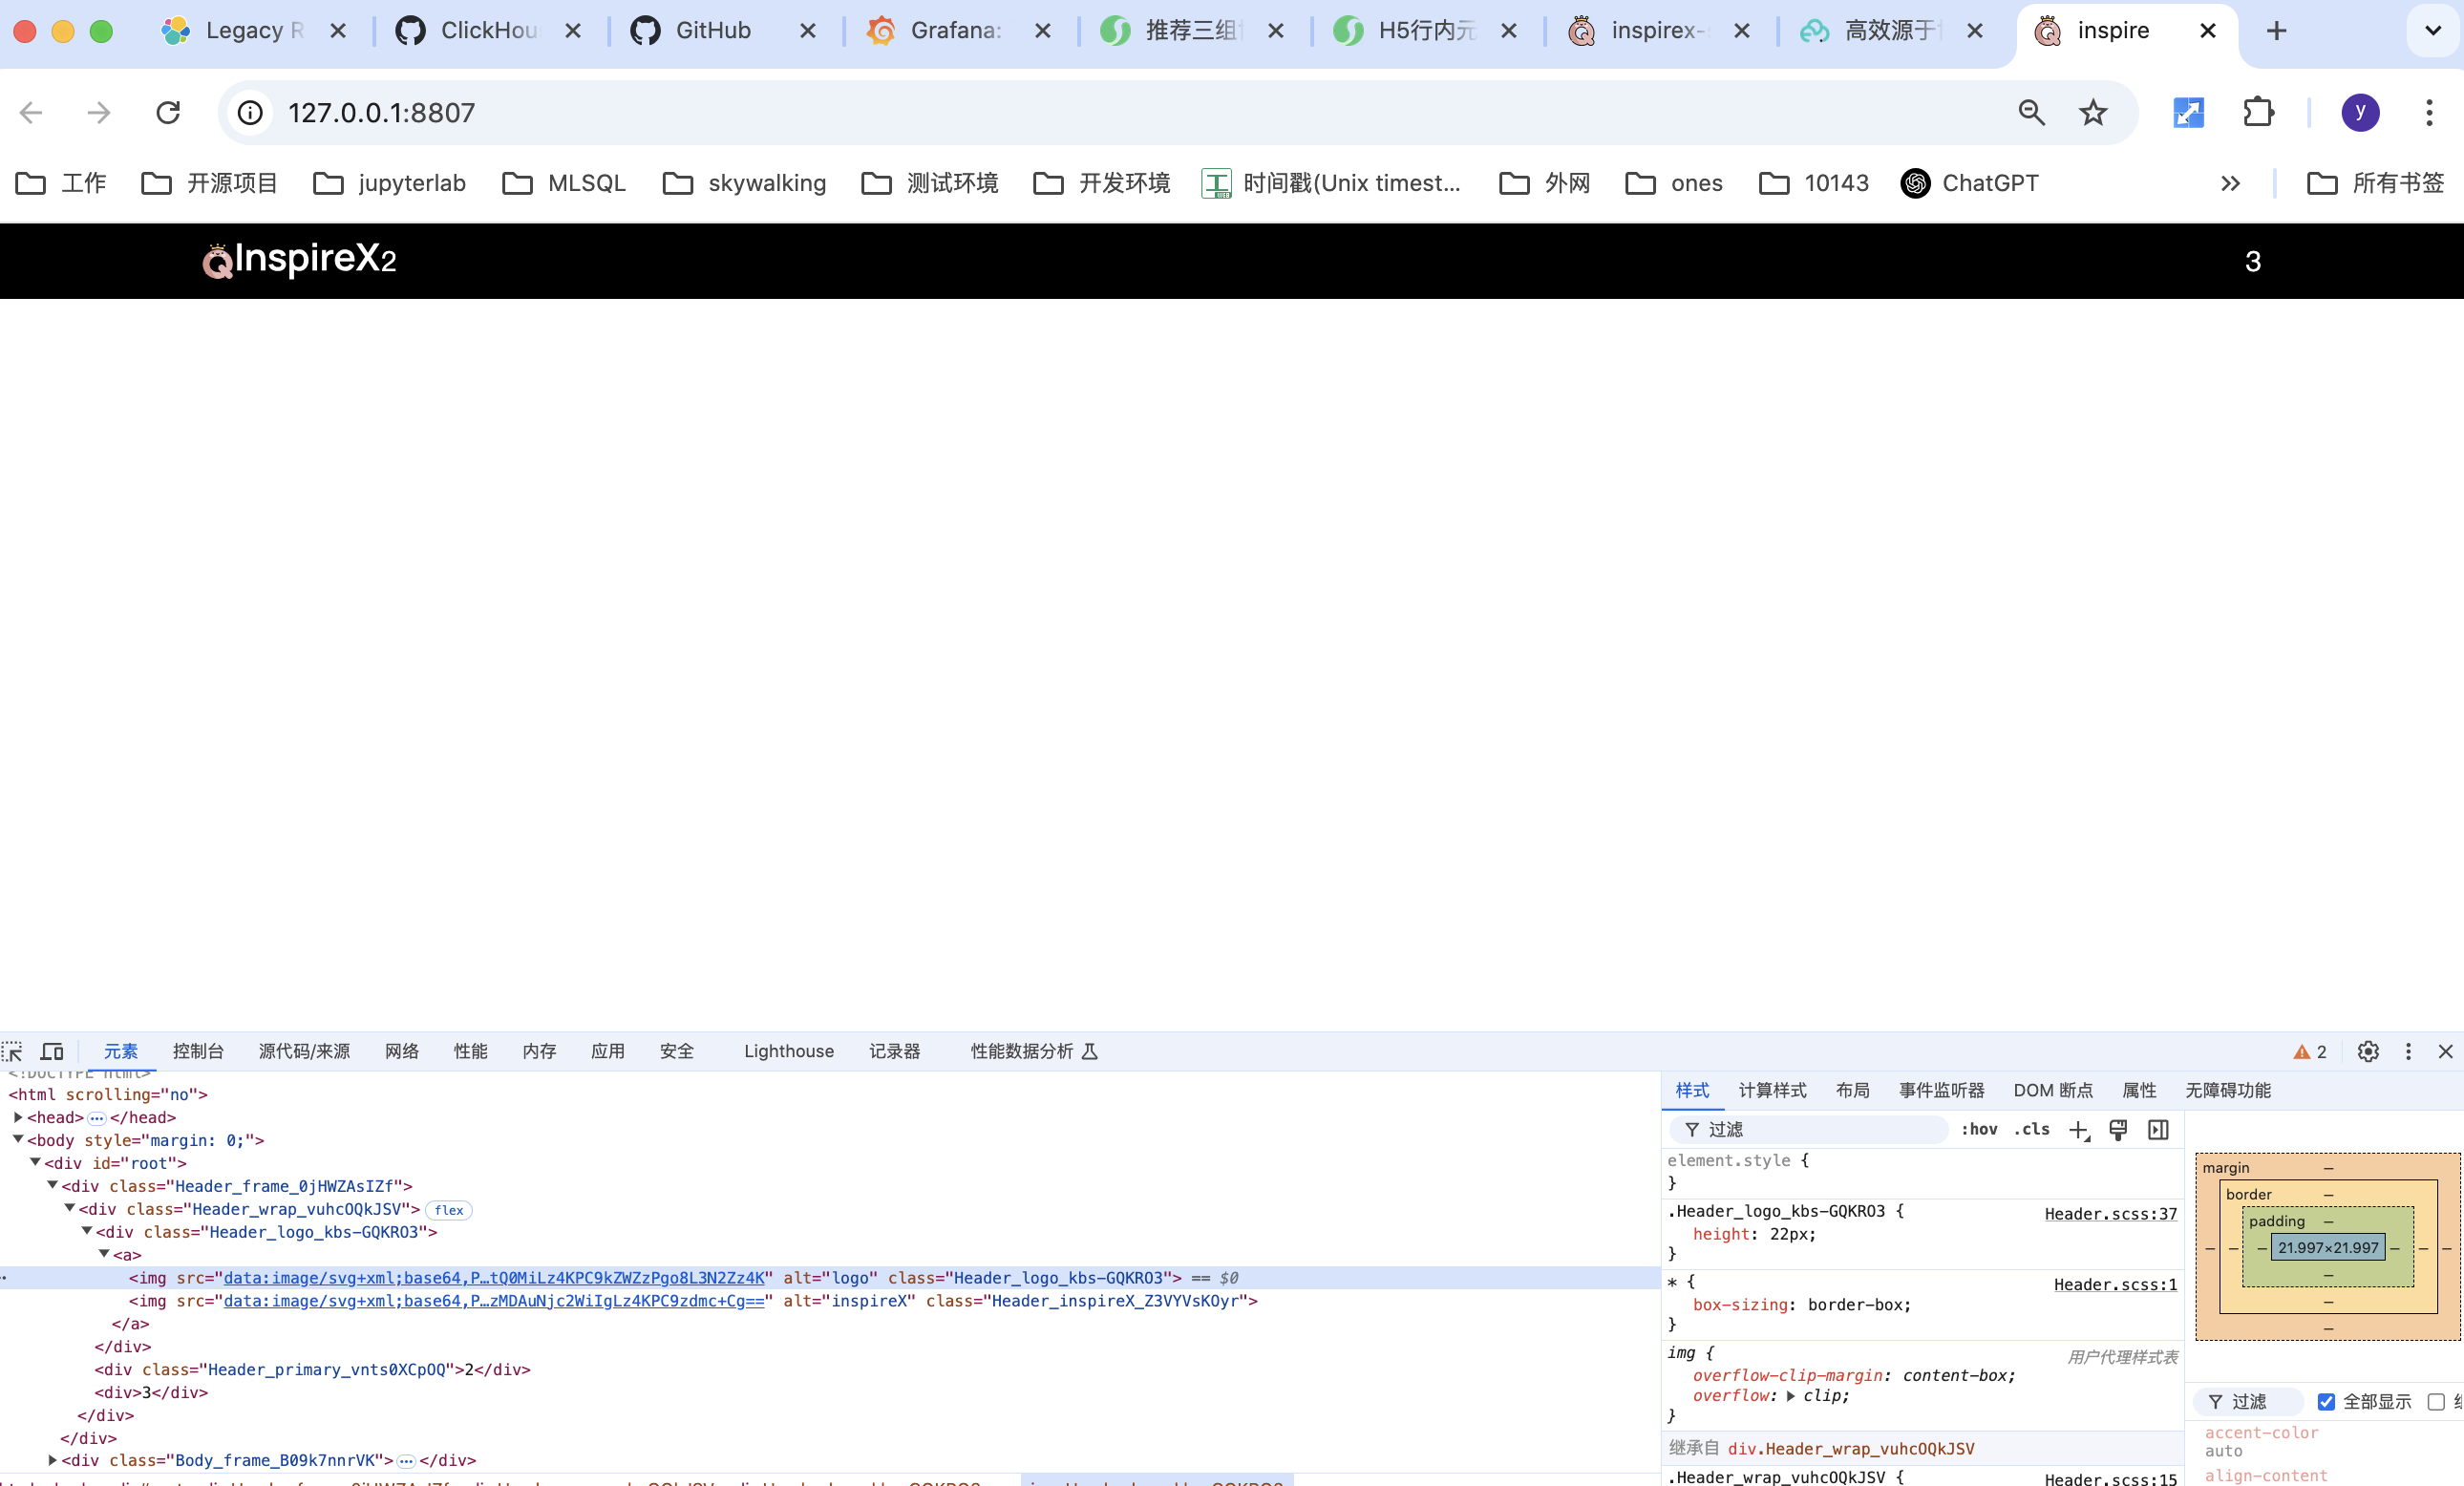 Legacy R
ClickHou
GitHub
Grafana:
推荐三组
H5行内元
inspirex-
高效源于
inspire
127.0.0.1:8807
y
工作
开源项目
jupyterlab
MLSQL
skywalking
测试环境
开发环境
时间戳(Unix timest...
外网
ones
10143
ChatGPT
所有书签
InspireX2
3
元素
控制台
源代码/来源
网络
性能
内存
应用
安全
Lighthouse
记录器
性能数据分析
2
<!DOCTYPE html>
<html scrolling="no">
<head> ⋯ </head>
<body style="margin: 0;">
<div id="root">
<div class="Header_frame_0jHWZAsIZf">
<div class="Header_wrap_vuhcOQkJSV"> flex
<div class="Header_logo_kbs-GQKRO3">
<a>
<img src="data:image/svg+xml;base64,P…tQ0MiLz4KPC9kZWZzPgo8L3N2Zz4K" alt="logo" class="Header_logo_kbs-GQKRO3"> == $0
<img src="data:image/svg+xml;base64,P…zMDAuNjc2WiIgLz4KPC9zdmc+Cg==" alt="inspireX" class="Header_inspireX_Z3VYVsKOyr">
</a>
</div>
<div class="Header_primary_vnts0XCpOQ">2</div>
<div>3</div>
</div>
</div>
<div class="Body_frame_B09k7nnrVK"> ⋯ </div>
样式
计算样式
布局
事件监听器
DOM 断点
属性
无障碍功能
过滤
:hov
.cls
element.style {
}
.Header_logo_kbs-GQKRO3 {
Header.scss:37
height: 22px;
}
* {
Header.scss:1
box-sizing: border-box;
}
img {
用户代理样式表
overflow-clip-margin: content-box;
overflow: clip;
}
继承自 div.Header_wrap_vuhcOQkJSV
.Header_wrap_vuhcOQkJSV {
Header.scss:15
margin
–
border
–
padding
–
– – – 21.997×21.997 – – –
–
–
–
过滤
全部显示
accent-color
auto
align-content